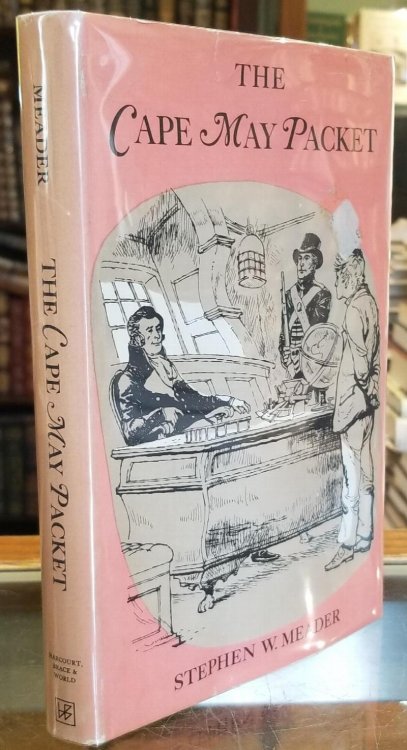 THE
CAPE MAY PACKET
STEPHEN W. MEADER
MEADER
THE CAPE MAY PACKET
HARCOURT,
BRACE &
WORLD